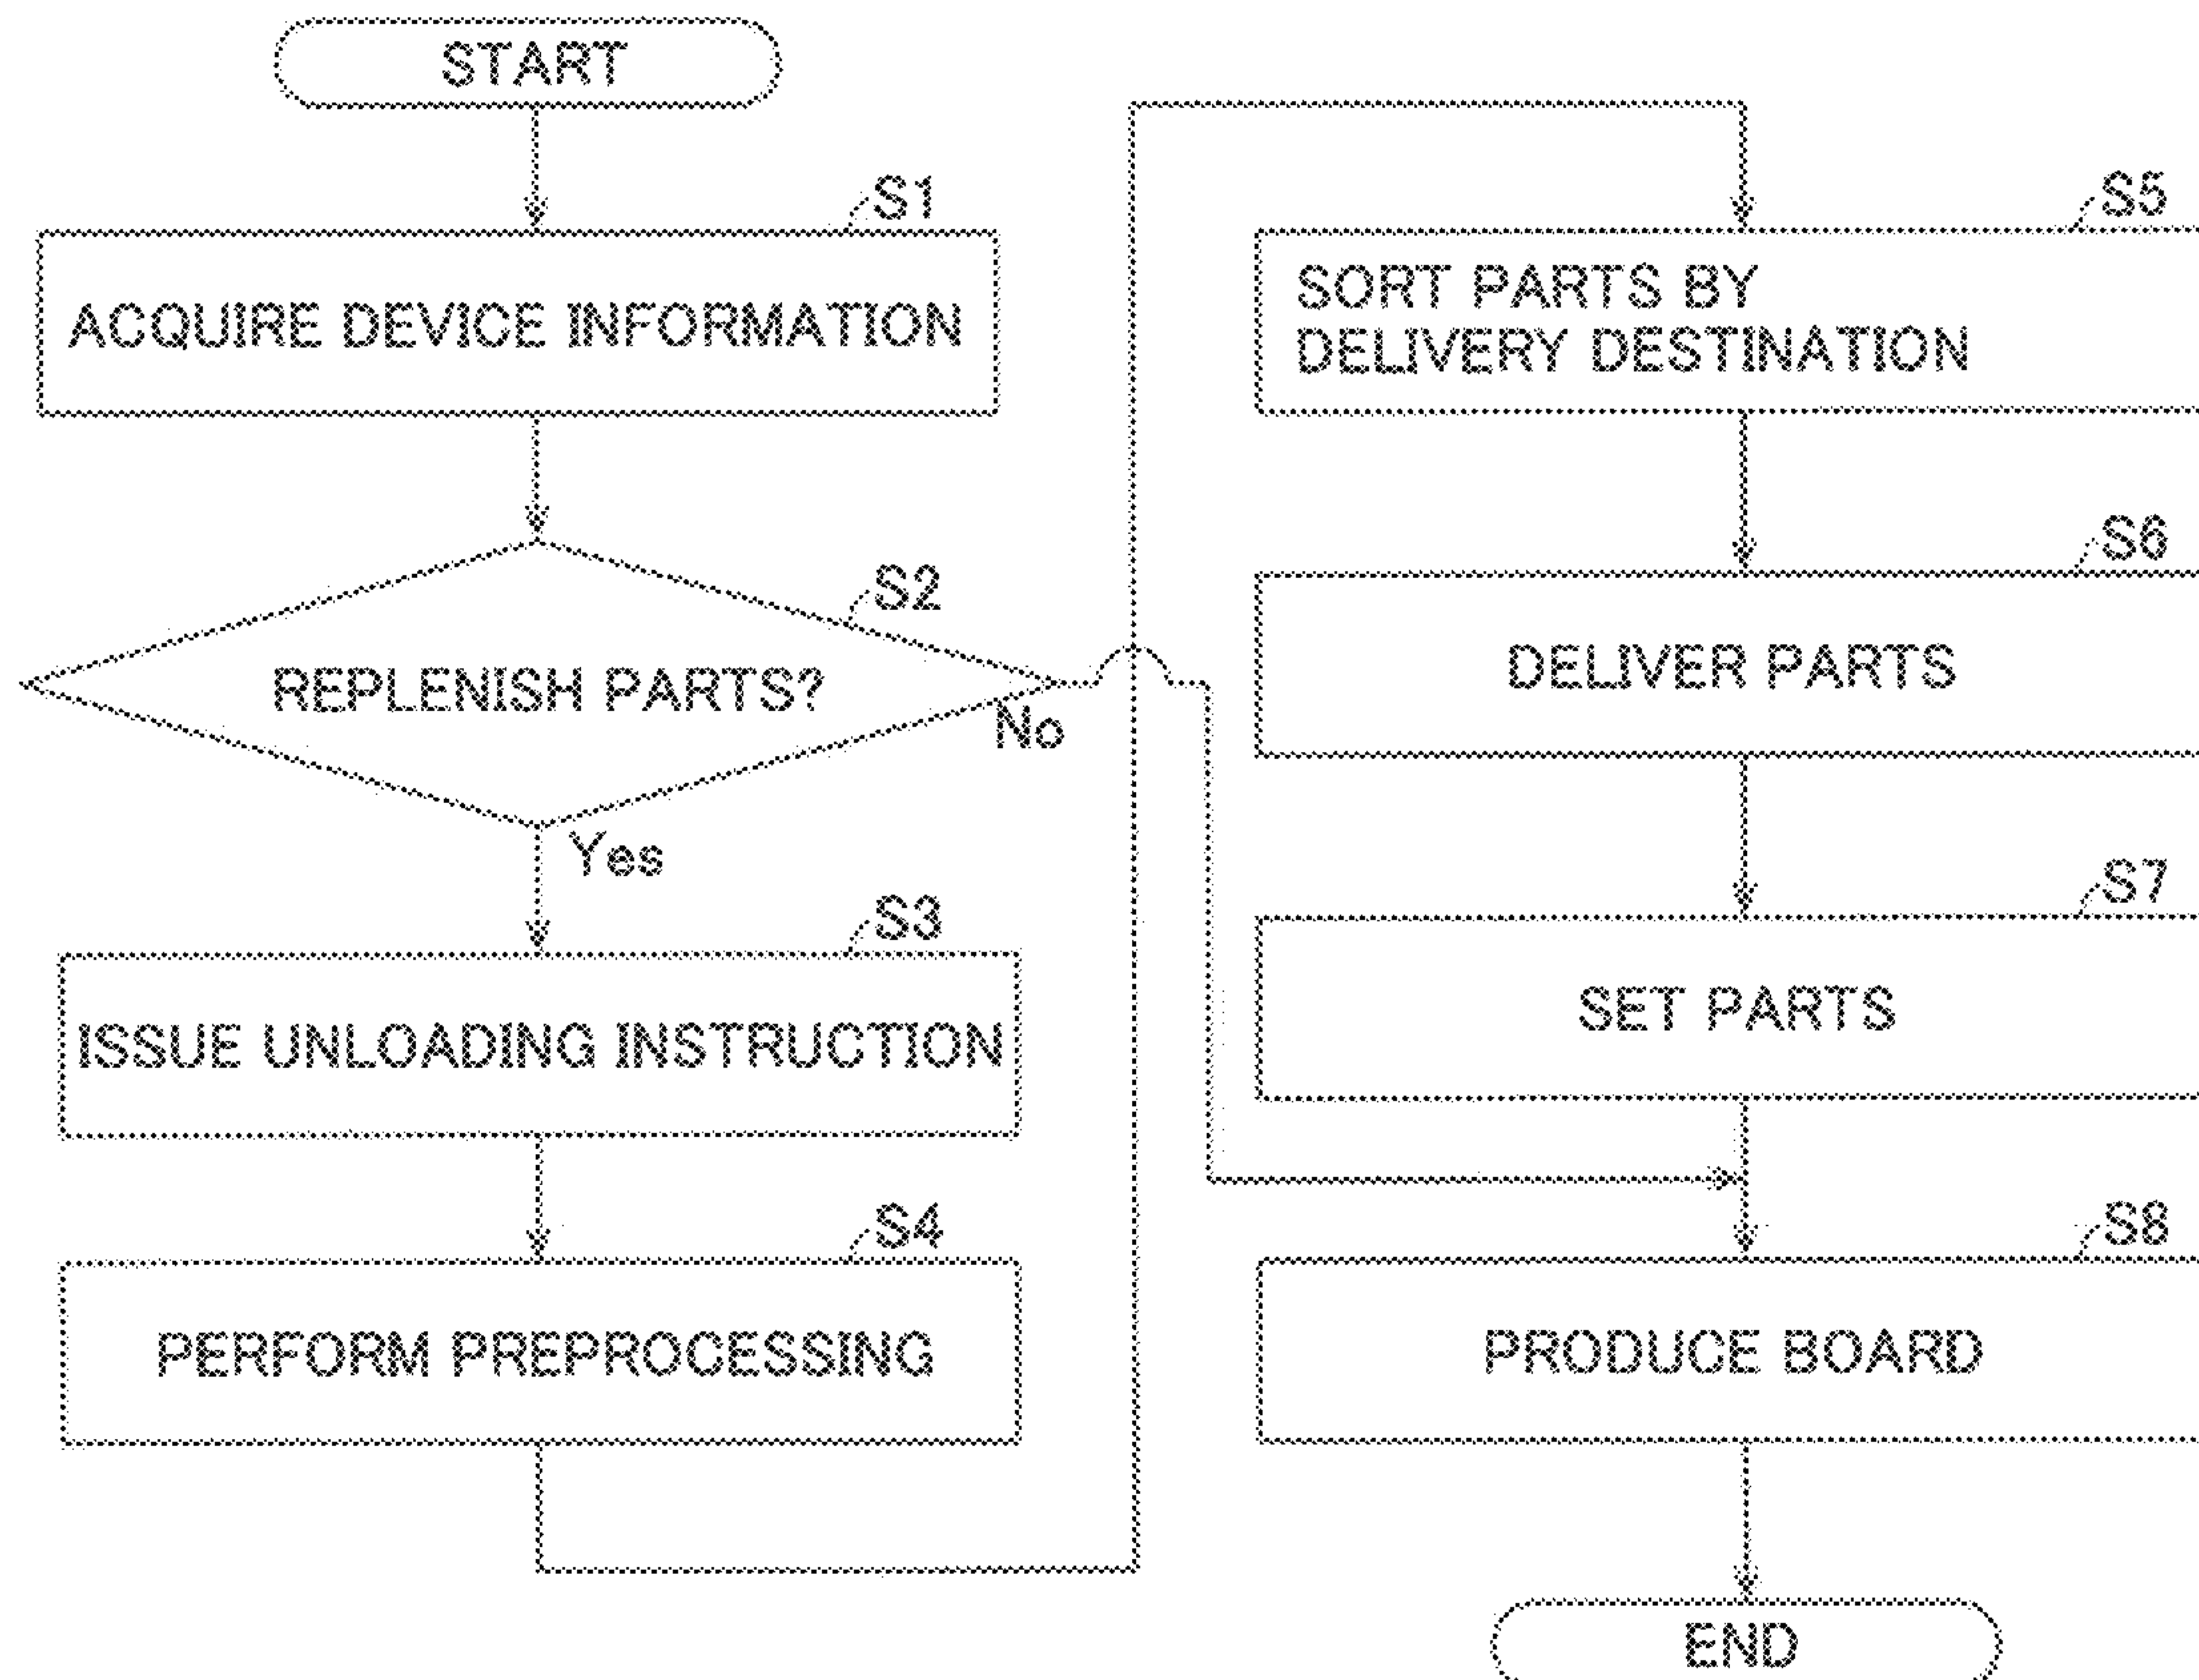 START
S1
ACQUIRE DEVICE INFORMATION
S2
REPLENISH PARTS?
No
Yes
S3
ISSUE UNLOADING INSTRUCTION
S4
PERFORM PREPROCESSING
S5
SORT PARTS BY
DELIVERY DESTINATION
S6
DELIVER PARTS
S7
SET PARTS
S8
PRODUCE BOARD
END